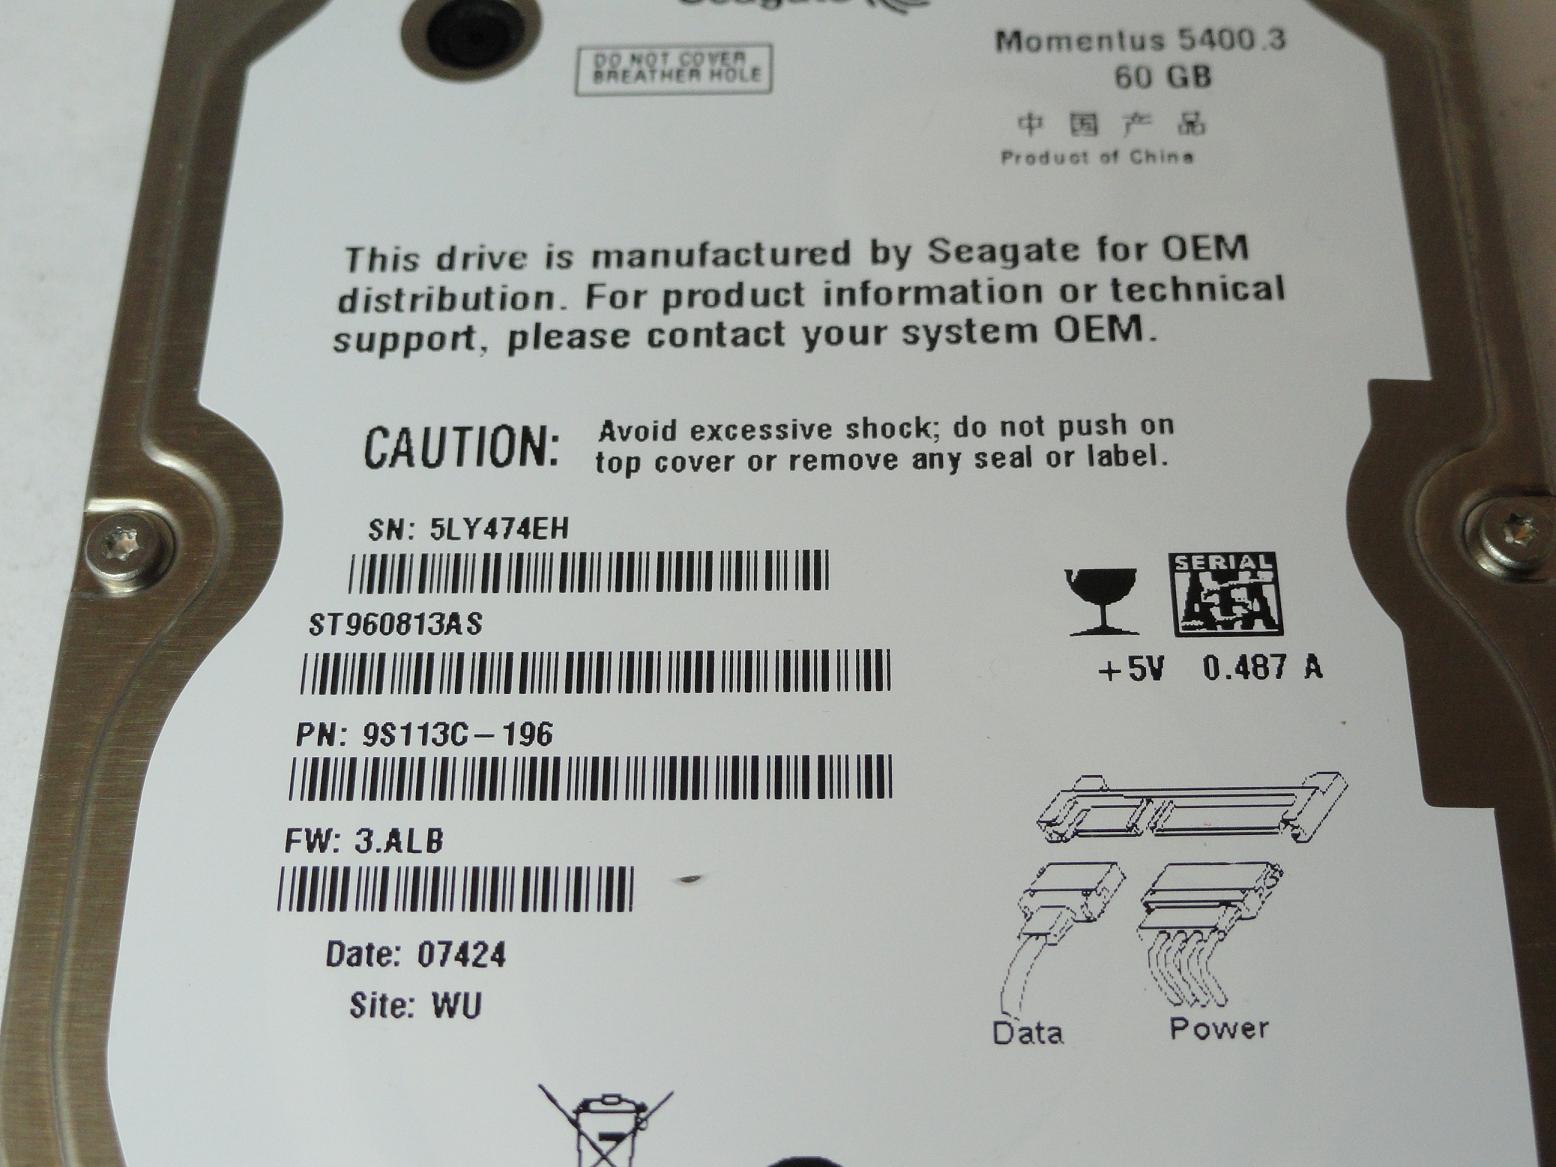 Seagate
DO NOT COVER
BREATHER HOLE
Momentus 5400.3
60 GB
中国产品
Product of China
This drive is manufactured by Seagate for OEM
distribution. For product information or technical
support, please contact your system OEM.
CAUTION: Avoid excessive shock; do not push on
top cover or remove any seal or label.
SN: 5LY474EH
ST960813AS
PN: 9S113C-196
FW: 3.ALB
Date: 07424
Site: WU
SERIAL
ATA
+5V 0.487 A
Data
Power